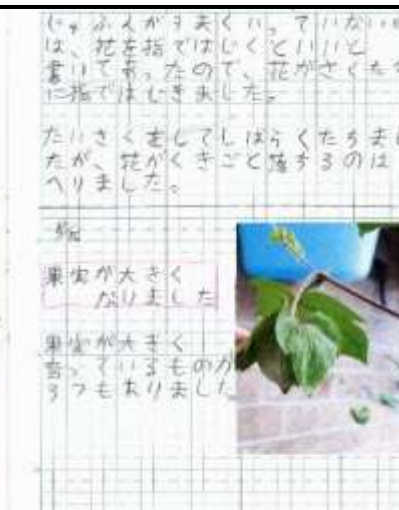 じゅふんがうまくいっていない
は、花を指ではじくといいと
書いてあったので、花がさくた
に指ではじきました。
たいさくをしてしばらくたちまし
たが、花がくきごと落ちるのは
へりました。
果実が大きく
なりました
果実が大きく
育っているものが
3つもありました